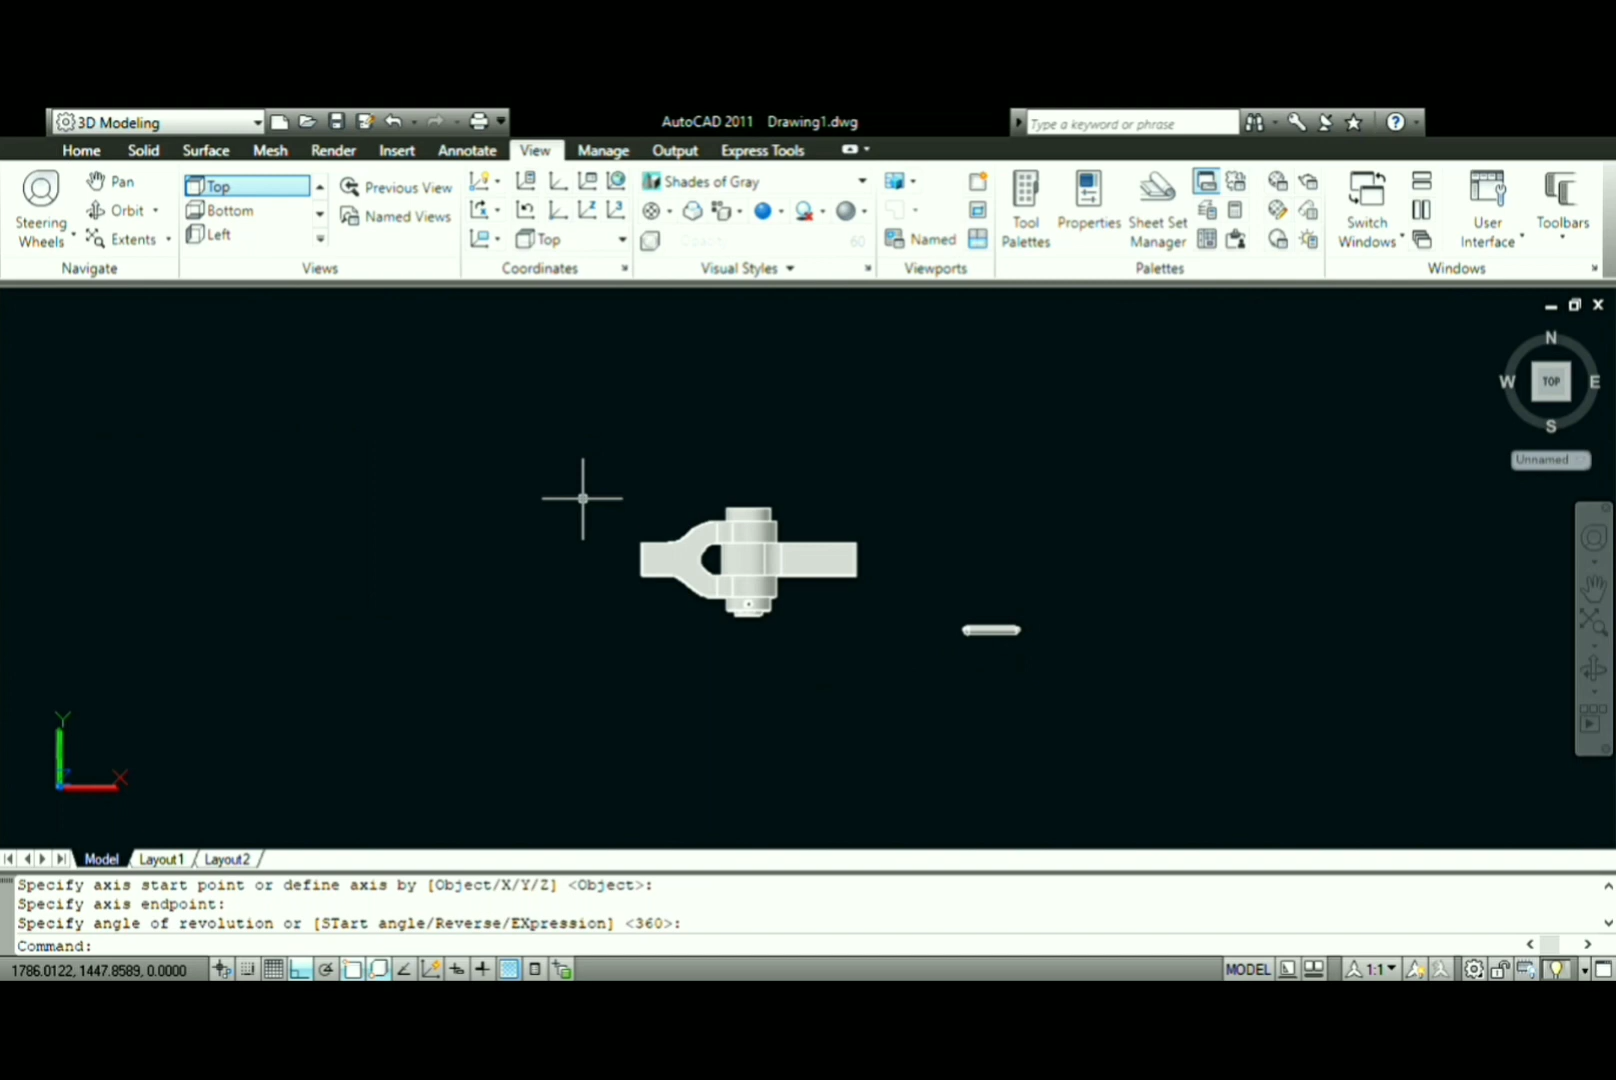 3D Modeling
AutoCAD 2011 Drawing1.dwg
Type a keyword or phrase
Home Solid Surface Mesh Render Insert Annotate View Manage Output Express Tools
Steering Wheels
Pan
Orbit
Extents
Navigate
Top
Bottom
Left
Previous View
Named Views
Views
Top
Coordinates
Shades of Gray
60
Visual Styles
Named
Viewports
Tool Palettes
Properties
Sheet Set Manager
Palettes
Switch Windows
User Interface
Toolbars
Windows
N
W TOP E
S
Unnamed
Y
X
Model Layout1 Layout2
Specify axis start point or define axis by [Object/X/Y/Z] <Object>:
Specify axis endpoint:
Specify angle of revolution or [STart angle/Reverse/EXpression] <360>:
Command:
1786.0122, 1447.8589, 0.0000
MODEL
1:1